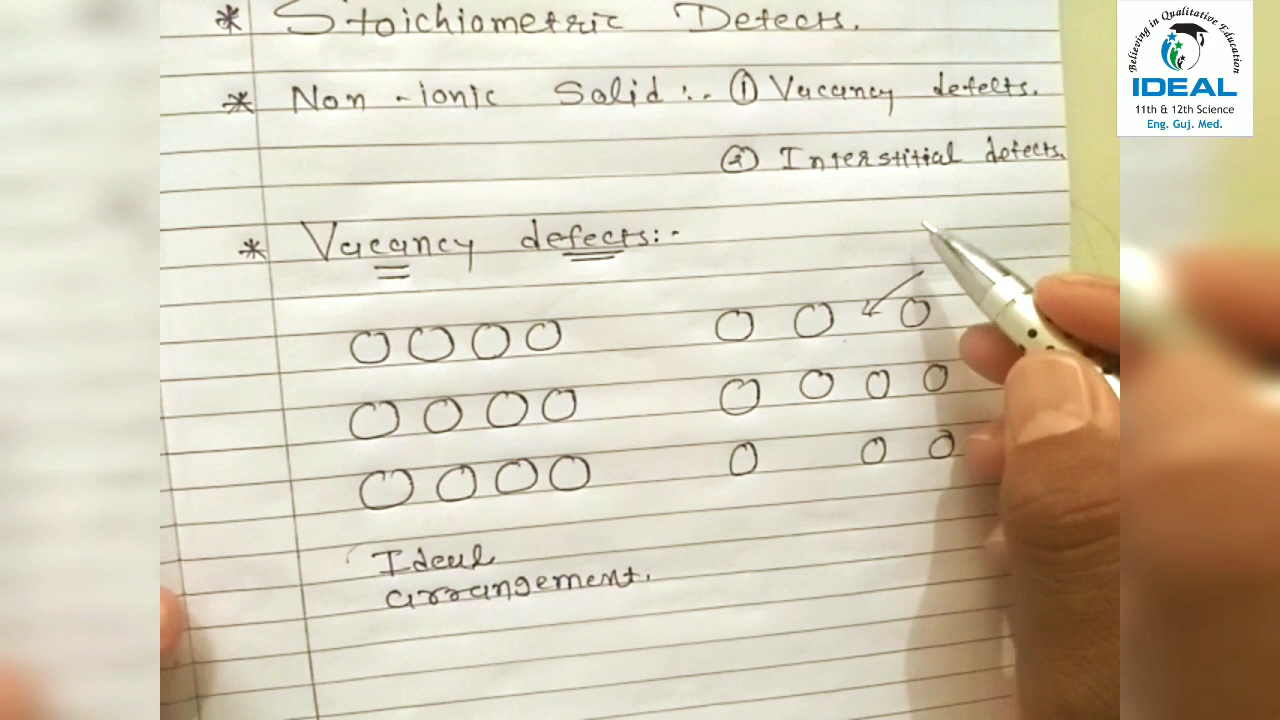 * Stoichiometric Defects.
* Non-ionic Solid :- ① Vacancy defects.
② Interstitial defects.
* Vacancy defects:-
Ideal
arrangement.
Believing in Qualitative Education
IDEAL
11th & 12th Science
Eng. Guj. Med.